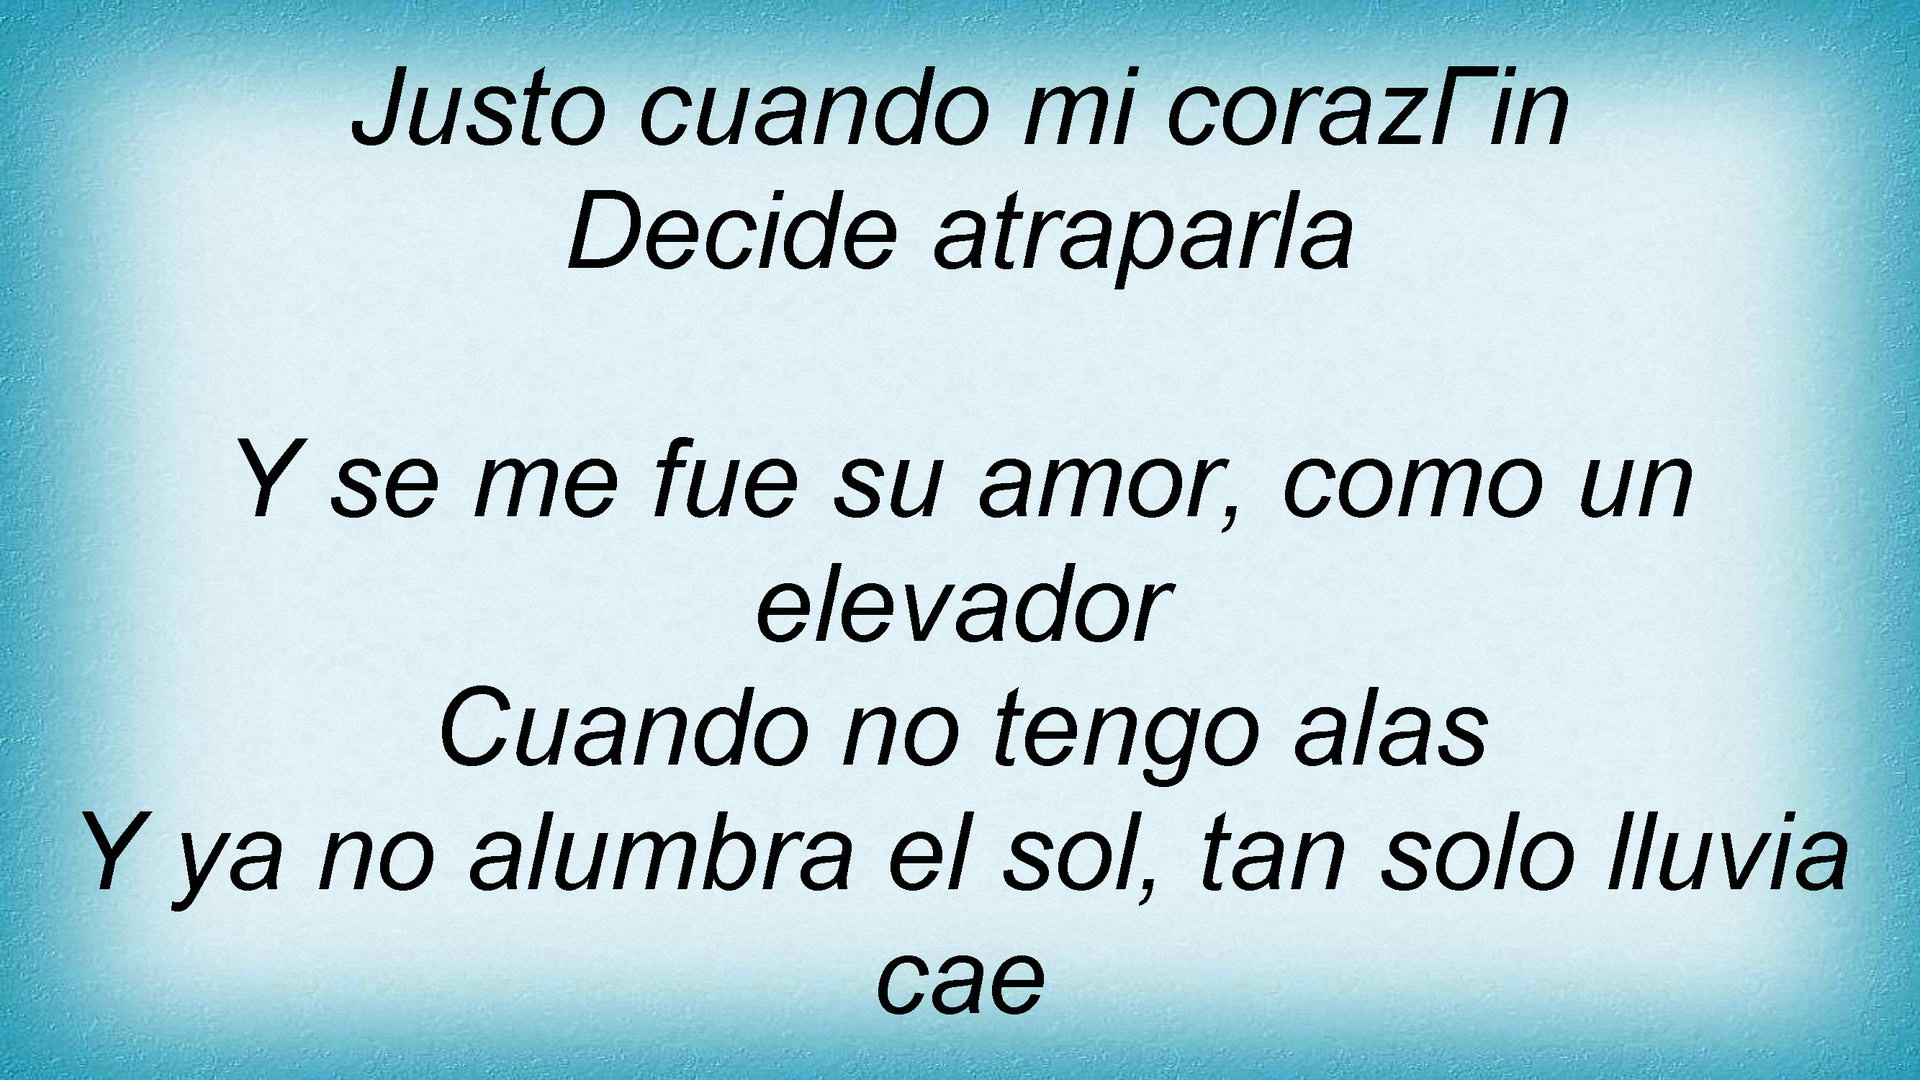 Justo cuando mi corazГіn
Decide atraparla
Y se me fue su amor, como un
elevador
Cuando no tengo alas
Y ya no alumbra el sol, tan solo lluvia
cae